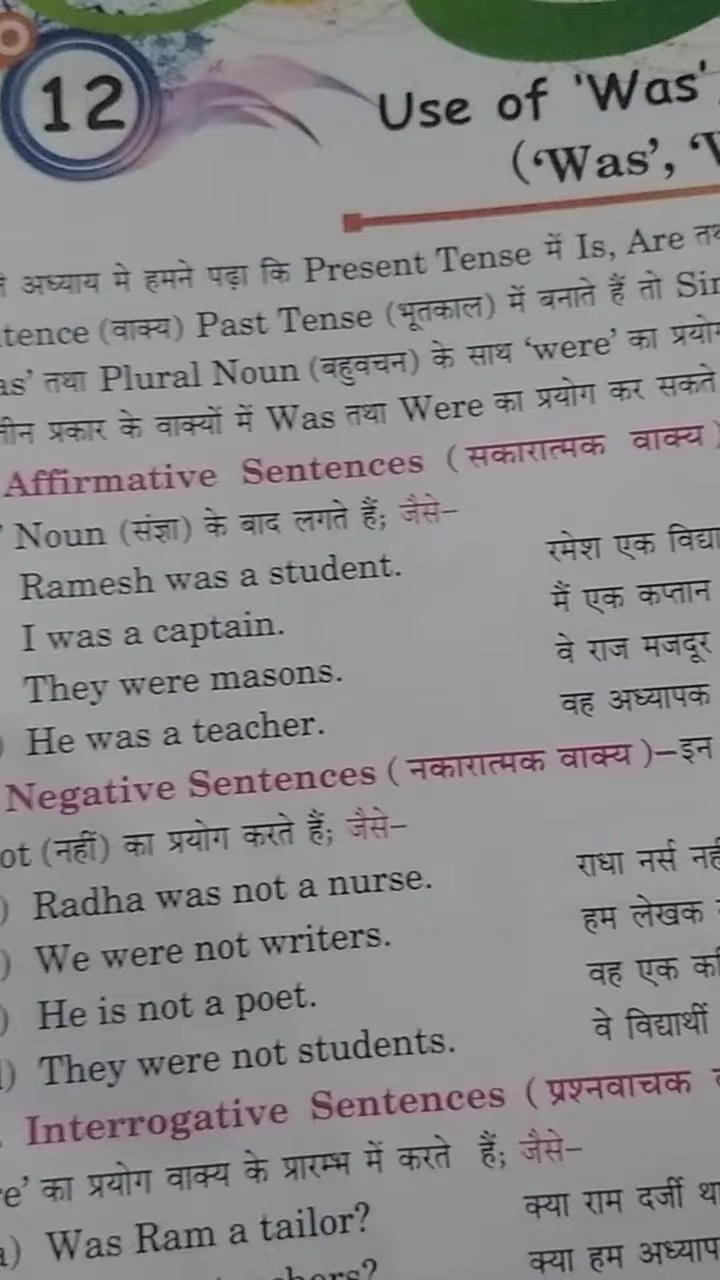 12
Use of 'Was'
('Was',
अध्याय मे हमने पढ़ा कि Present Tense में Is, Are
(वाक्य) Past Tense (भूतकाल) में बनाते हैं तो
तथा Plural Noun (बहुवचन) के साथ 'were' का
प्रकार के वाक्यों में Was तथा Were का प्रयोग कर सकते
Affirmative Sentences (सकारात्मक वाक्य)
Noun (संज्ञा) के बाद लगते हैं; जैसे–
Ramesh was a student. रमेश एक
I was a captain. मैं एक कप्तान
They were masons. वे राज मजदूर
He was a teacher. वह अध्यापक
Negative Sentences (नकारात्मक वाक्य)–इन
(नहीं) का प्रयोग करते हैं; जैसे–
Radha was not a nurse. राधा नर्स
We were not writers. हम लेखक
He is not a poet. वह एक
They were not students. वे विद्यार्थी
Interrogative Sentences (प्रश्नवाचक
का प्रयोग वाक्य के प्रारम्भ में करते हैं; जैसे–
Was Ram a tailor? क्या राम दर्जी
क्या हम